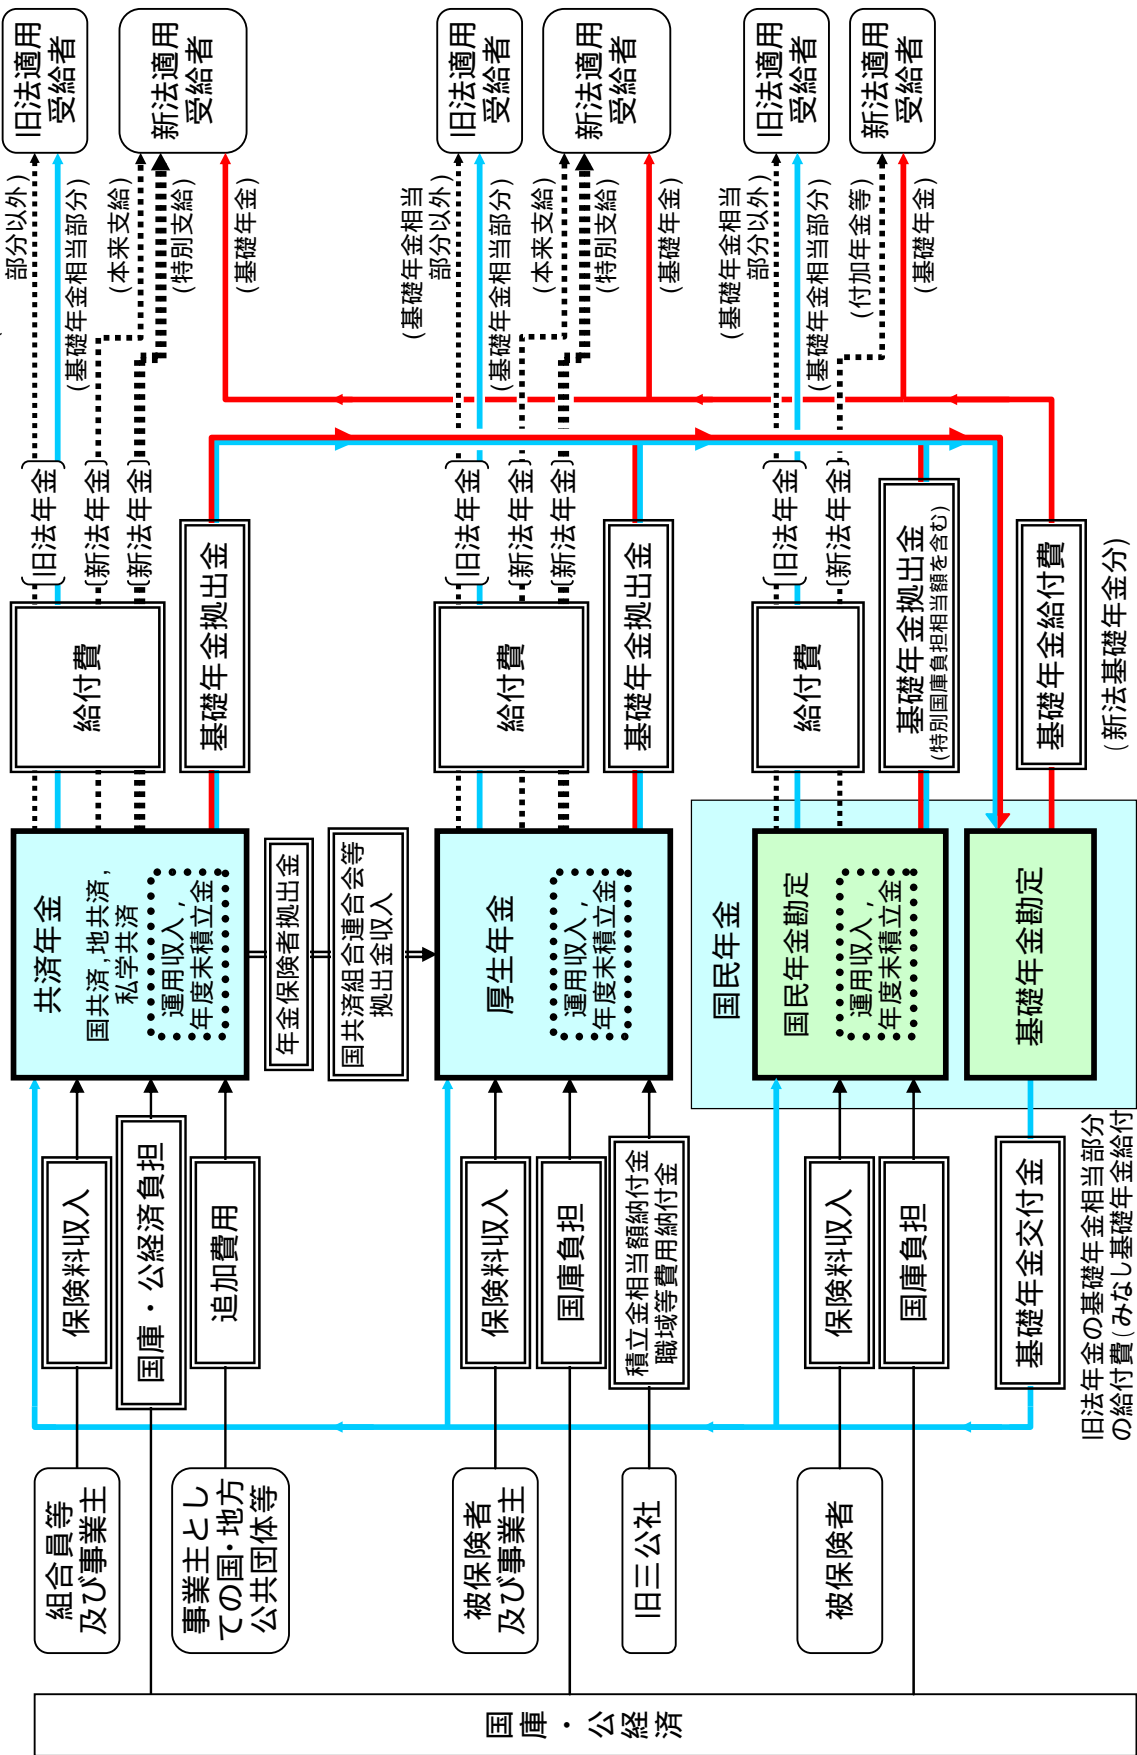 国庫・公経済
組合員等
及び事業主
事業主とし
ての国・地方
公共団体等
被保険者
及び事業主
旧三公社
被保険者
保険料収入
国庫・公経済負担
追加費用
保険料収入
国庫負担
積立金相当額納付金
職域等費用納付金
保険料収入
国庫負担
基礎年金交付金
旧法年金の基礎年金相当部分
の給付費(みなし基礎年金給付
共済年金
国共済,地共済,
私学共済
運用収入,
年度末積立金
年金保険者拠出金
国共済組合連合会等
拠出金収入
厚生年金
運用収入,
年度末積立金
国民年金
国民年金勘定
運用収入,
年度末積立金
基礎年金勘定
給付費
基礎年金拠出金
給付費
基礎年金拠出金
給付費
基礎年金拠出金
(特別国庫負担相当額を含む)
基礎年金給付費
(新法基礎年金分)
(旧法年金)
(新法年金)
(新法年金)
(旧法年金)
(新法年金)
(新法年金)
(旧法年金)
(新法年金)
部分以外)
(基礎年金相当部分)
(本来支給)
(特別支給)
(基礎年金)
(基礎年金相当
部分以外)
(基礎年金相当部分)
(本来支給)
(特別支給)
(基礎年金)
(基礎年金相当
部分以外)
(基礎年金相当部分)
(付加年金等)
(基礎年金)
旧法適用
受給者
新法適用
受給者
旧法適用
受給者
新法適用
受給者
旧法適用
受給者
新法適用
受給者